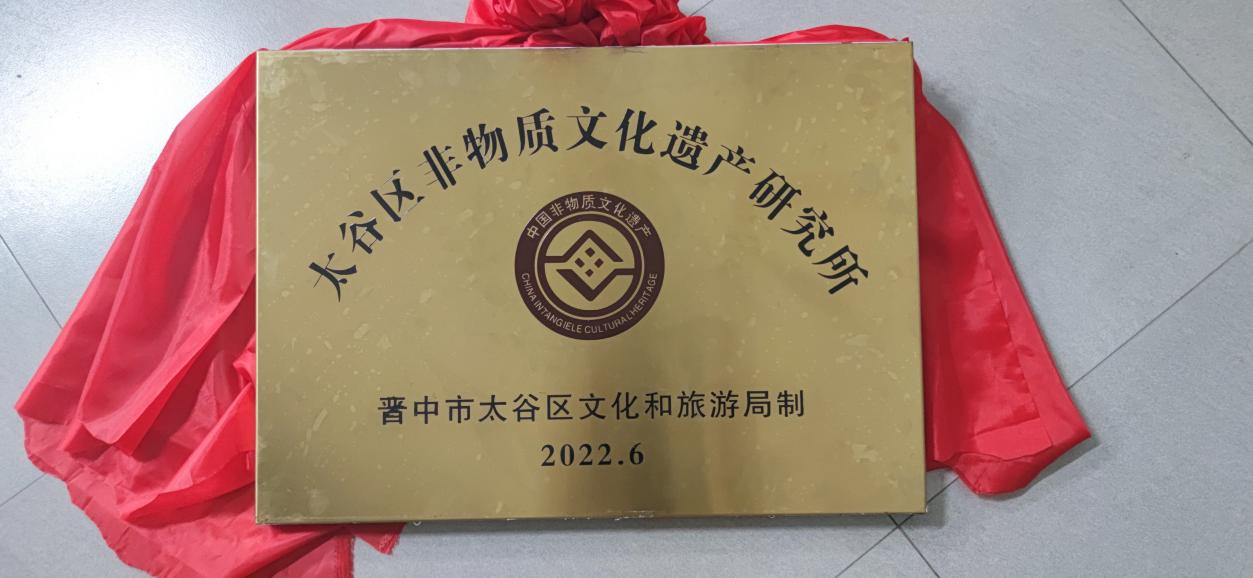 太谷区非物质文化遗产研究所
中国非物质文化遗产
CHINA INTANGIELE CULTURAL HERITAGE
晋中市太谷区文化和旅游局制
2022.6